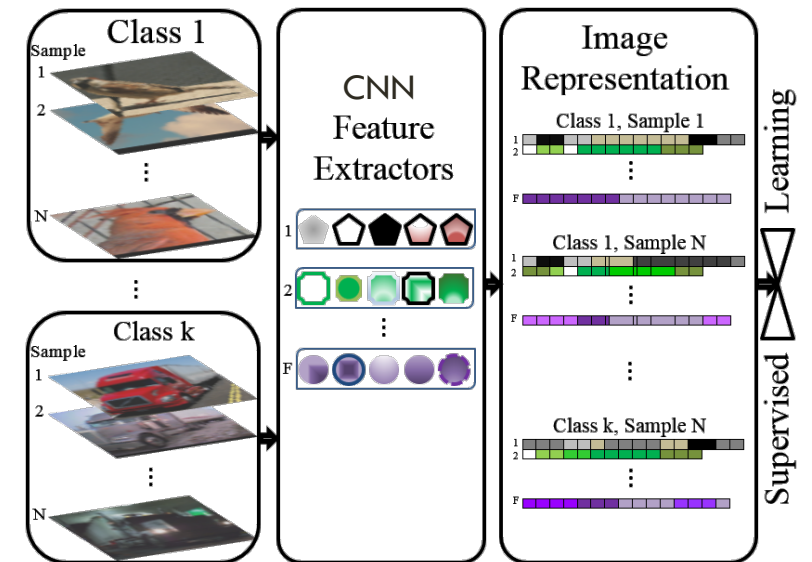 Class 1
Sample
1
2
⋮
N
⋮
Class k
Sample
1
2
⋮
N
CNN
Feature
Extractors
1
2
⋮
F
Image
Representation
Class 1, Sample 1
1
2
⋮
F
Class 1, Sample N
1
2
⋮
F
⋮
Class k, Sample N
1
2
⋮
F
Supervised Learning